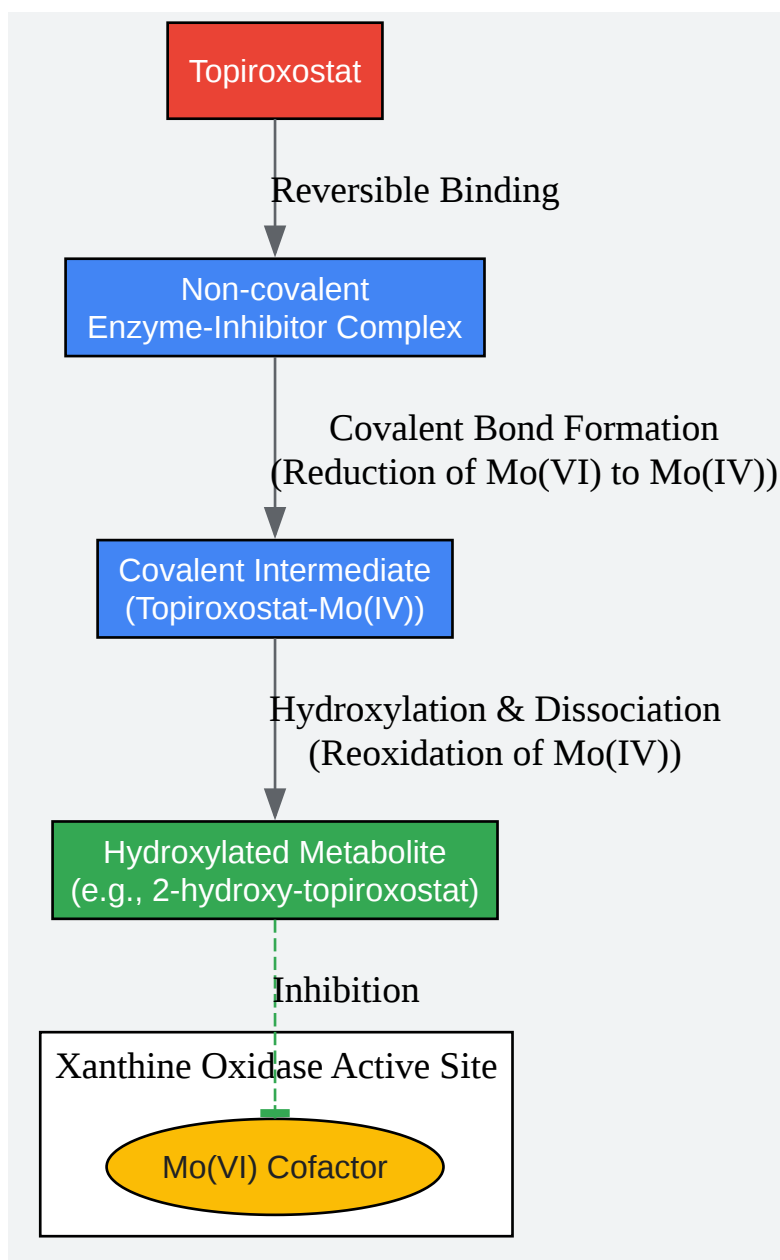 Topiroxostat
Reversible Binding
Non-covalent
Enzyme-Inhibitor Complex
Covalent Bond Formation
(Reduction of Mo(VI) to Mo(IV))
Covalent Intermediate
(Topiroxostat-Mo(IV))
Hydroxylation & Dissociation
(Reoxidation of Mo(IV))
Hydroxylated Metabolite
(e.g., 2-hydroxy-topiroxostat)
Inhibition
Xanthine Oxidase Active Site
Mo(VI) Cofactor